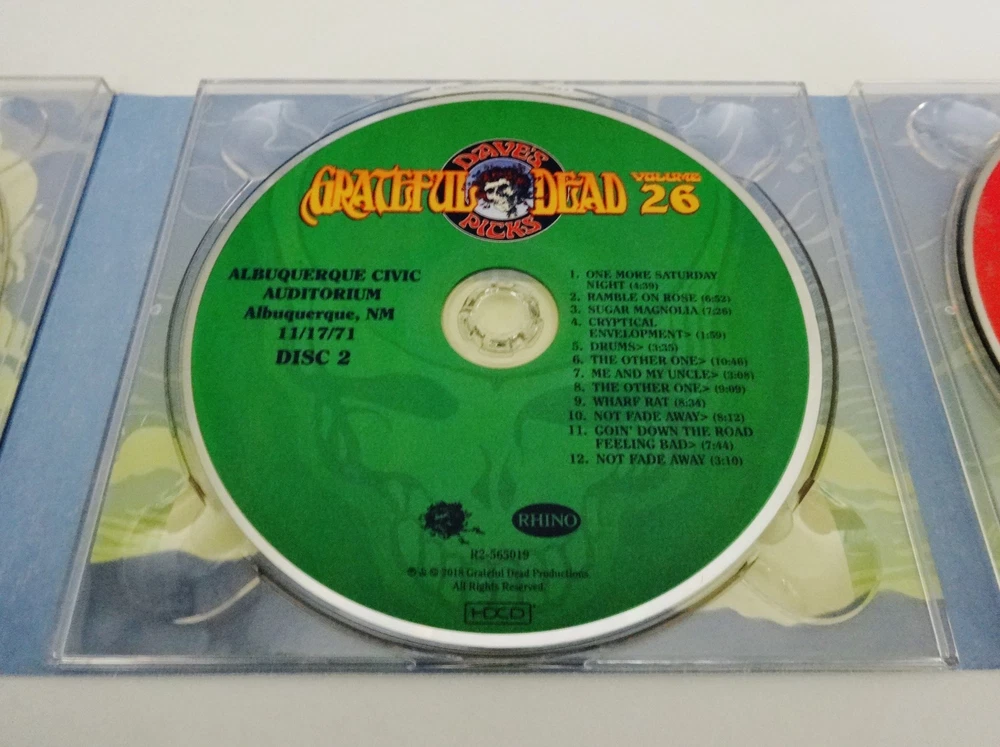 DAVE'S
GRATEFUL DEAD
PICKS
VOLUME
26
ALBUQUERQUE CIVIC
AUDITORIUM
Albuquerque, NM
11/17/71
DISC 2
1. ONE MORE SATURDAY
NIGHT (4:39)
2. RAMBLE ON ROSE (6:52)
3. SUGAR MAGNOLIA (7:26)
4. CRYPTICAL
ENVELOPMENT> (1:59)
5. DRUMS> (3:35)
6. THE OTHER ONE> (10:46)
7. ME AND MY UNCLE> (3:08)
8. THE OTHER ONE> (9:09)
9. WHARF RAT (8:34)
10. NOT FADE AWAY> (8:12)
11. GOIN' DOWN THE ROAD
FEELING BAD> (7:44)
12. NOT FADE AWAY (3:10)
RHINO
R2-565019
℗ & © 2018 Grateful Dead Productions.
All Rights Reserved.
HDCD